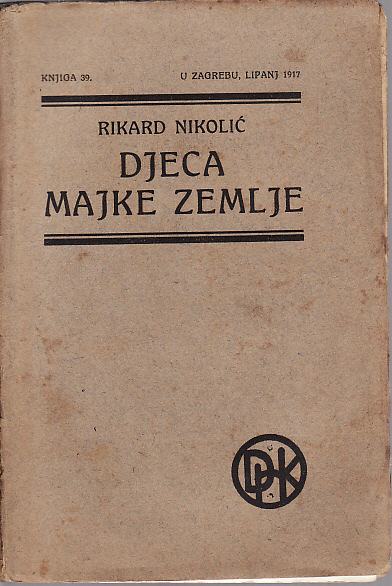 KNJIGA 39. U ZAGREBU, LIPANJ 1917
RIKARD NIKOLIĆ
DJECA
MAJKE ZEMLJE
DHK